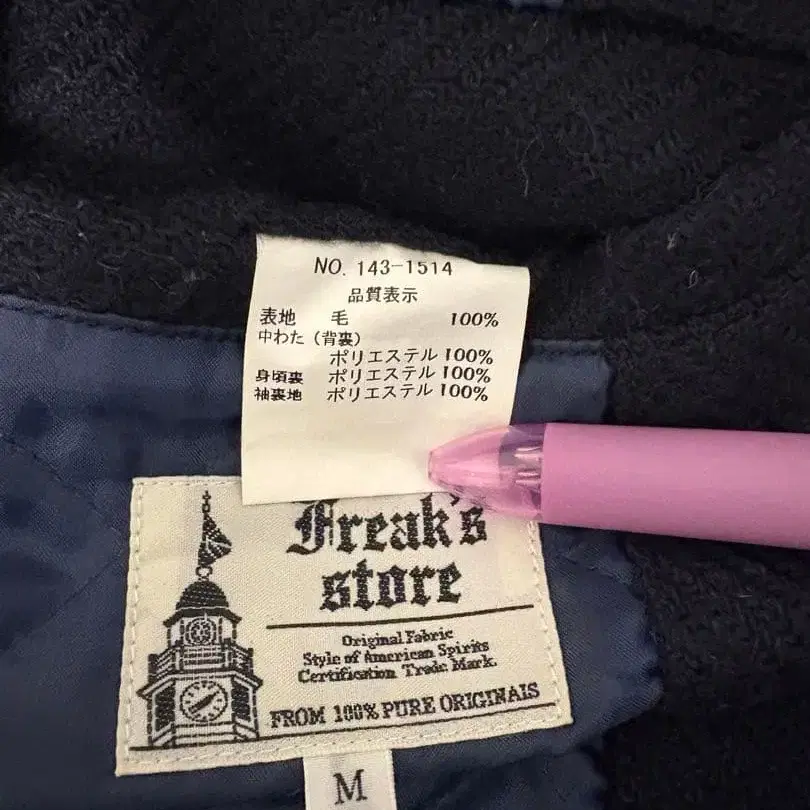 NO. 143-1514
品質表示
表地 毛 100%
中わた（背裏）
ポリエステル 100%
身頃裏 ポリエステル 100%
袖裏地 ポリエステル 100%
Freak's
store
Original Fabric
Style of American Spirits
Certification Trade Mark.
FROM 100% PURE ORIGINALS
M